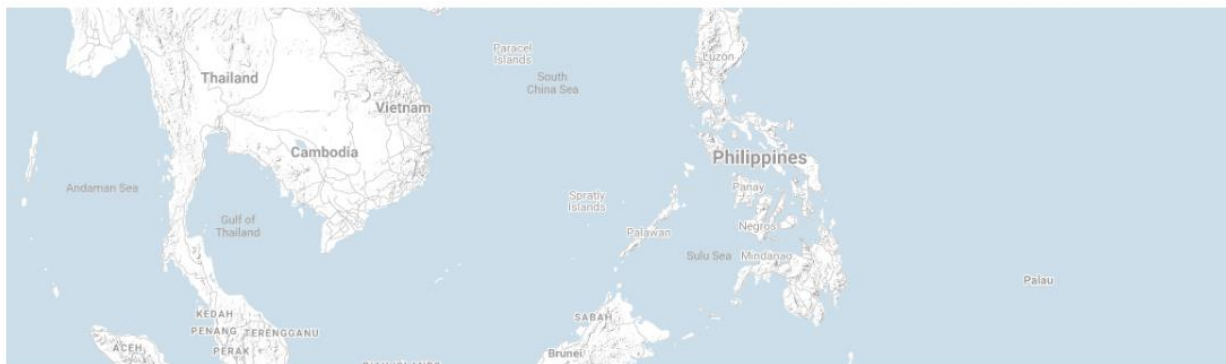 Paracel
Islands
Luzon
Thailand
South
China Sea
Vietnam
Cambodia
Philippines
Andaman Sea
Panay
Spratly
Islands
Gulf of
Thailand
Negros
Palawan
Sulu Sea
Mindanao
Palau
KEDAH
SABAH
PENANG
TERENGGANU
ACEH
PERAK
Brunei